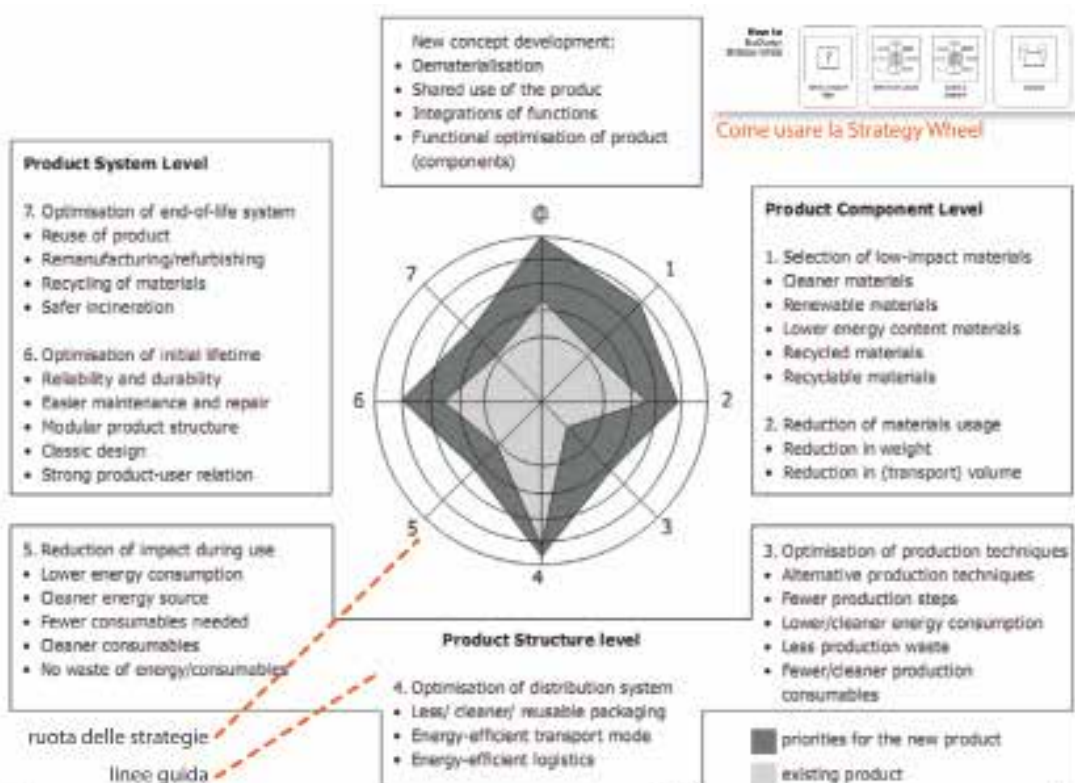 New concept development:
• Dematerialisation
• Shared use of the produc
• Integrations of functions
• Functional optimisation of product
(components)
How to
Come usare la Strategy Wheel
Product System Level
7. Optimisation of end-of-life system
• Reuse of product
• Remanufacturing/refurbishing
• Recycling of materials
• Safer incineration
6. Optimisation of initial lifetime
• Reliability and durability
• Easier maintenance and repair
• Modular product structure
• Classic design
• Strong product-user relation
@
1
2
3
4
5
6
7
Product Component Level
1. Selection of low-impact materials
• Cleaner materials
• Renewable materials
• Lower energy content materials
• Recycled materials
• Recyclable materials
2. Reduction of materials usage
• Reduction in weight
• Reduction in (transport) volume
5. Reduction of impact during use
• Lower energy consumption
• Cleaner energy source
• Fewer consumables needed
• Cleaner consumables
• No waste of energy/consumables
Product Structure level
4. Optimisation of distribution system
• Less/ cleaner/ reusable packaging
• Energy-efficient transport mode
• Energy-efficient logistics
3. Optimisation of production techniques
• Alternative production techniques
• Fewer production steps
• Lower/cleaner energy consumption
• Less production waste
• Fewer/cleaner production
consumables
ruota delle strategie
linee guida
priorities for the new product
existing product